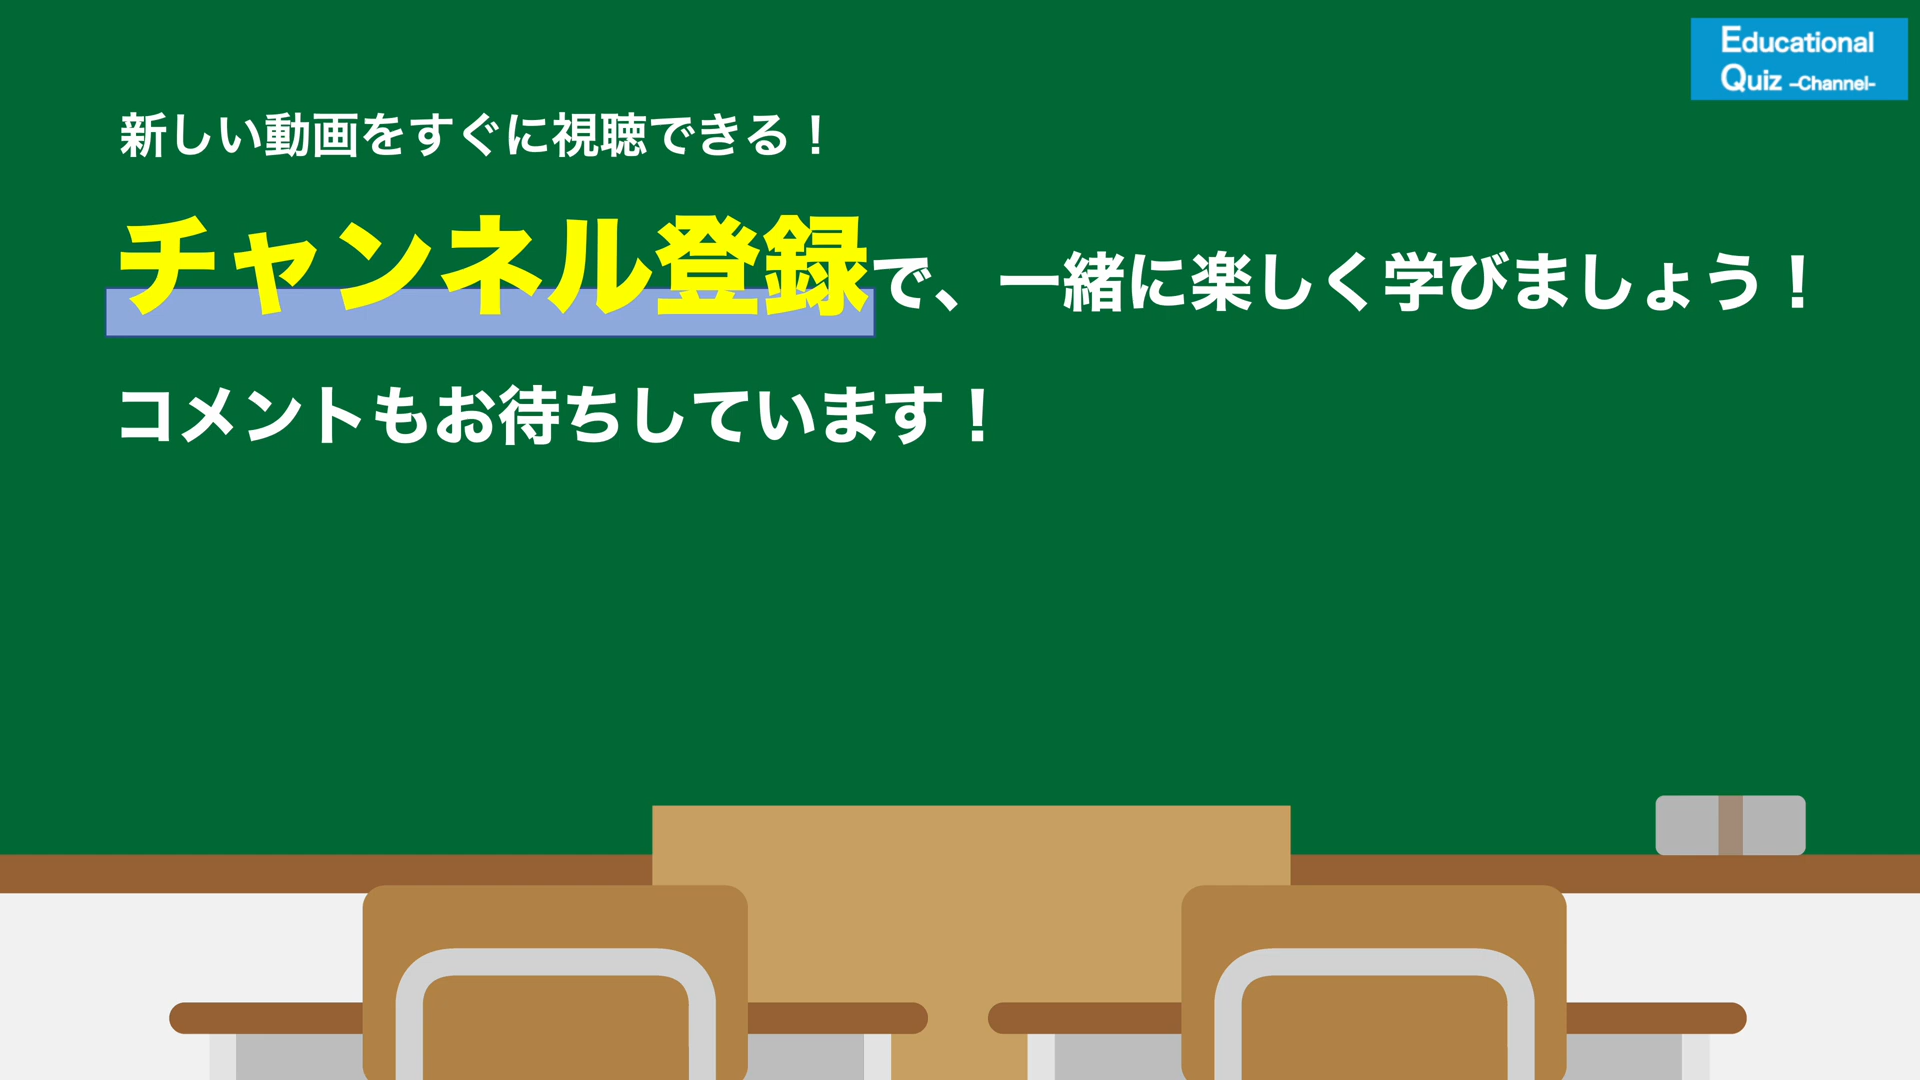 Educational
Quiz -Channel-
新しい動画をすぐに視聴できる！
チャンネル登録で、一緒に楽しく学びましょう！
コメントもお待ちしています！